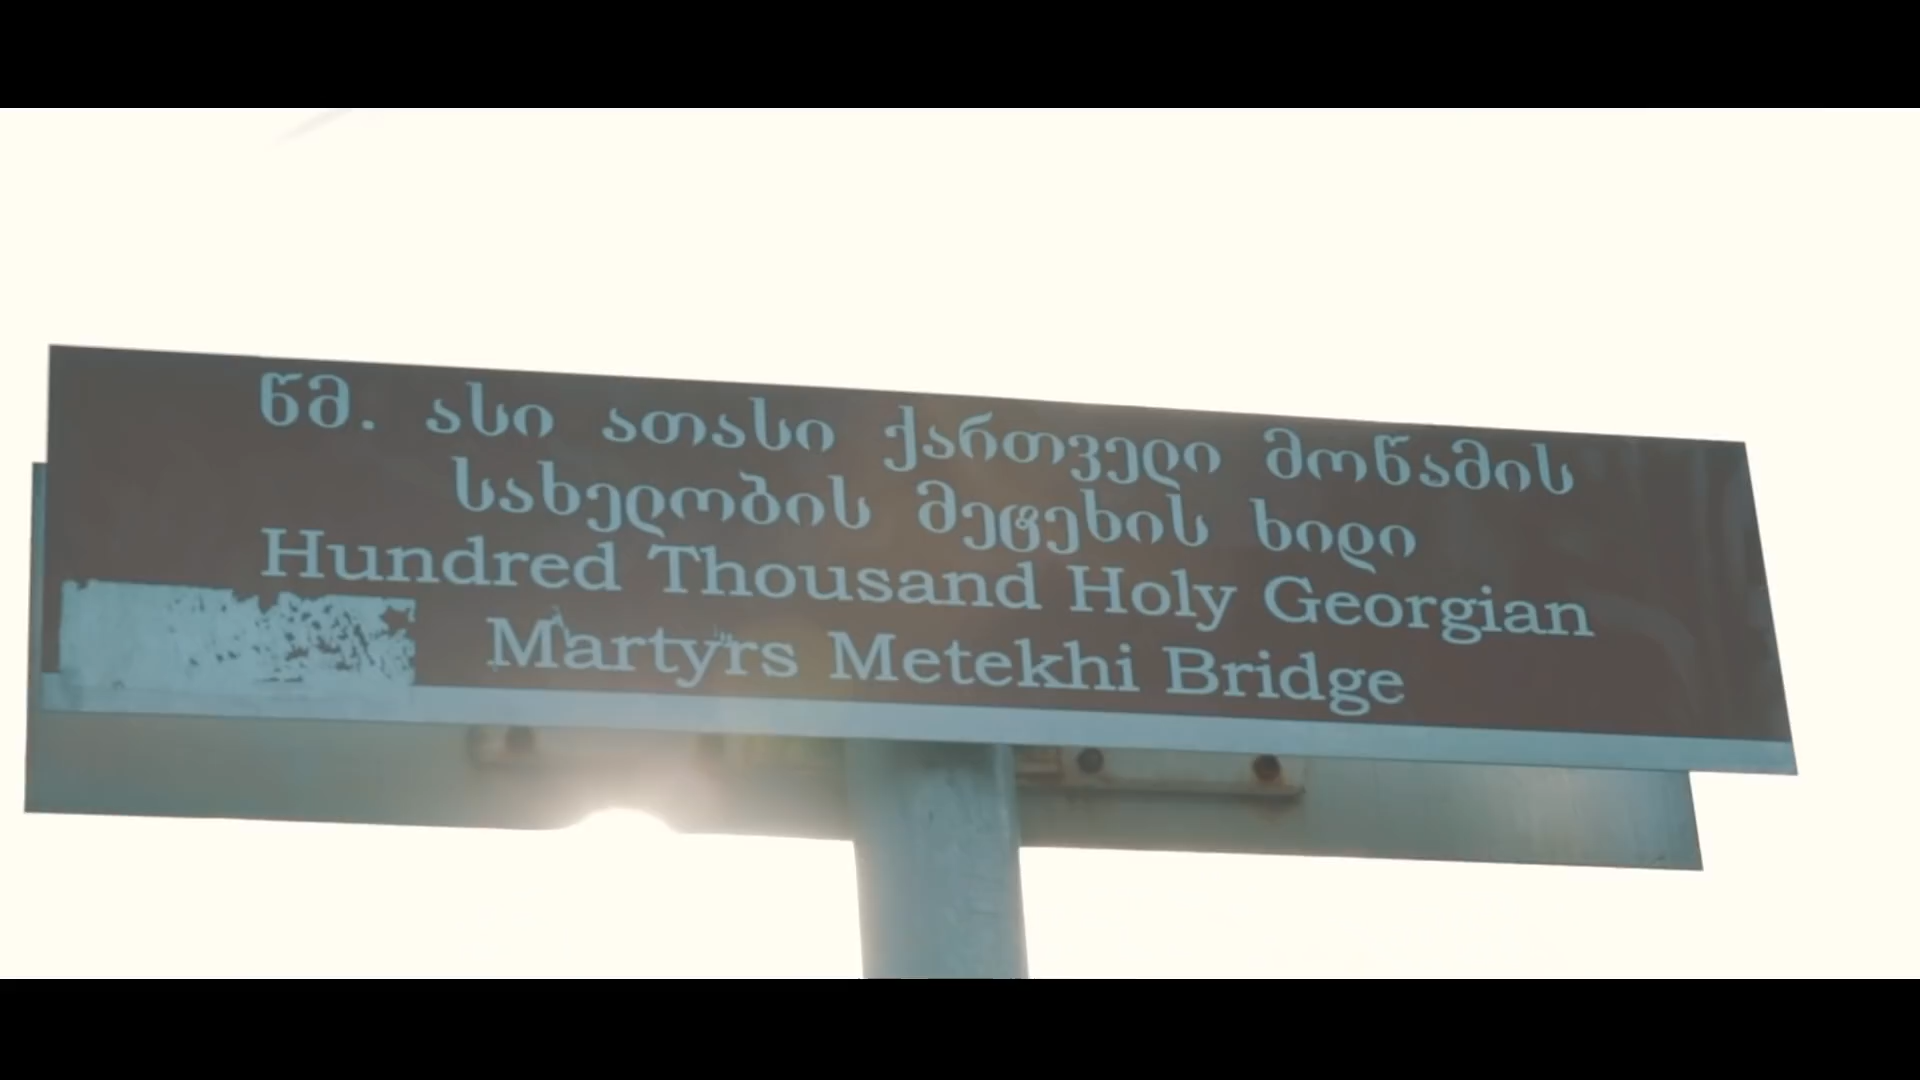 წმ. ასი ათასი ქართველი მოწამის
სახელობის მეტეხის ხიდი
Hundred Thousand Holy Georgian
Martyrs Metekhi Bridge